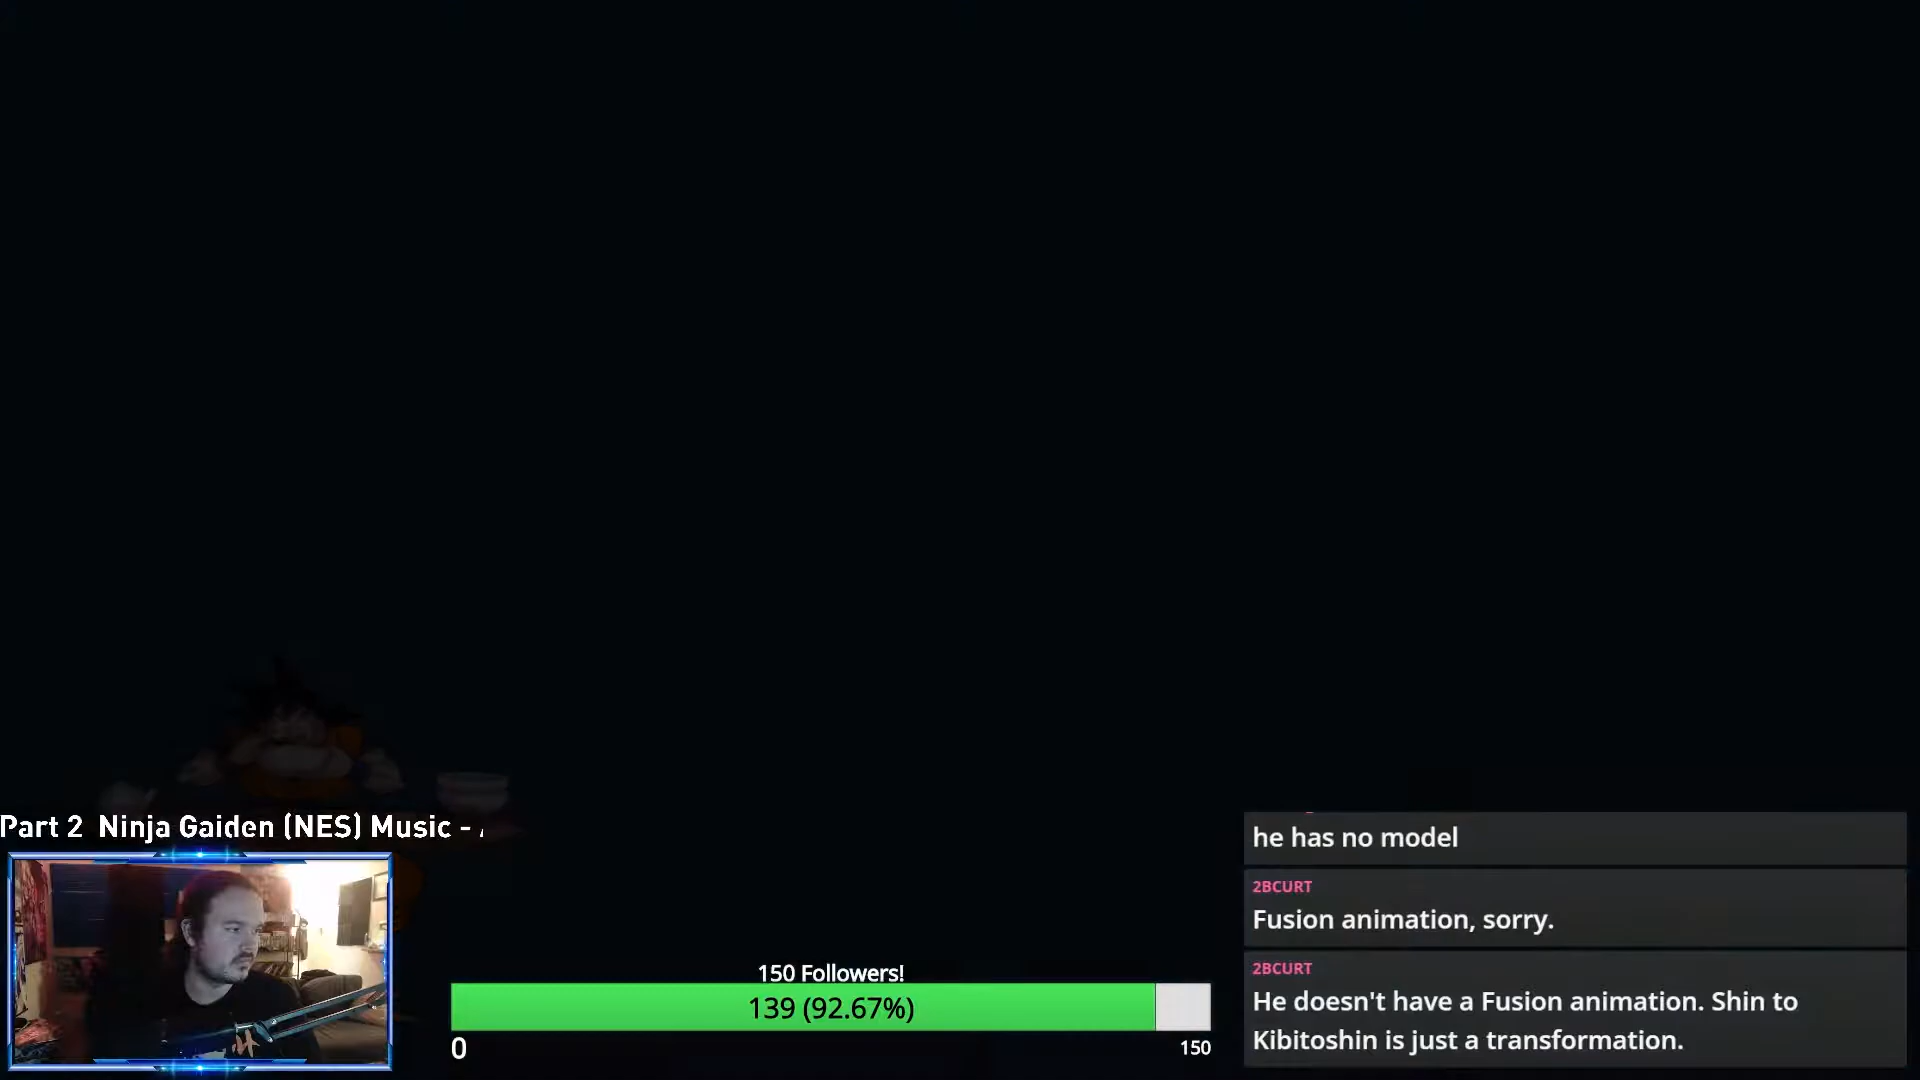 Part 2 Ninja Gaiden (NES) Music -
150 Followers!
139 (92.67%)
0
150
he has no model
2BCURT
Fusion animation, sorry.
2BCURT
He doesn't have a Fusion animation. Shin to
Kibitoshin is just a transformation.